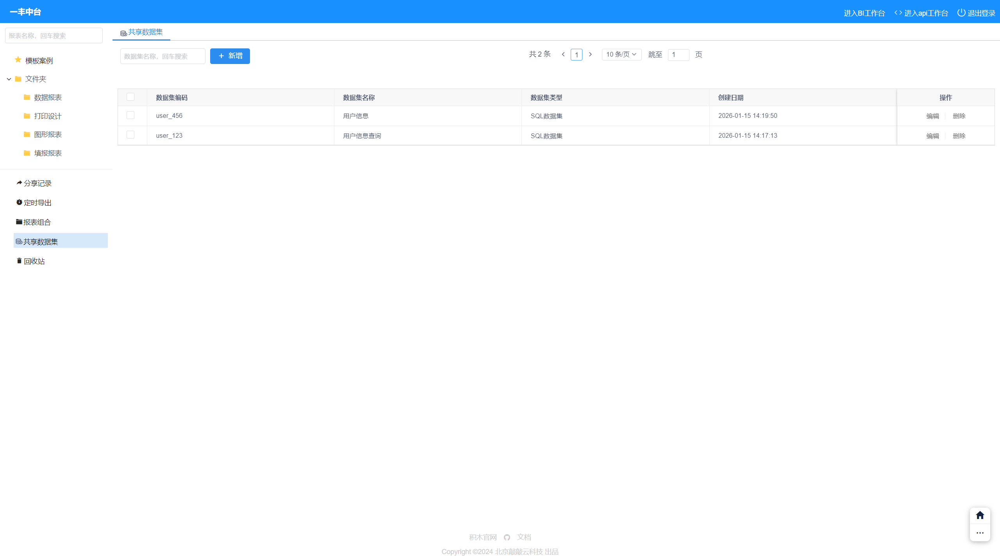 一丰中台
进入BI工作台 进入api工作台 退出登录
报表名称，回车搜索
模板案例
文件夹
数据报表
打印设计
图形报表
填报报表
分享记录
定时导出
报表组合
共享数据集
回收站
共享数据集
数据集名称，回车搜索 新增 共 2 条 1 10 条/页 跳至 1 页
数据集编码 数据集名称 数据集类型 创建日期 操作
user_456 用户信息 SQL数据集 2026-01-15 14:19:50 编辑 删除
user_123 用户信息查询 SQL数据集 2026-01-15 14:17:13 编辑 删除
积木官网 文档
Copyright ©2024 北京敲敲云科技 出品